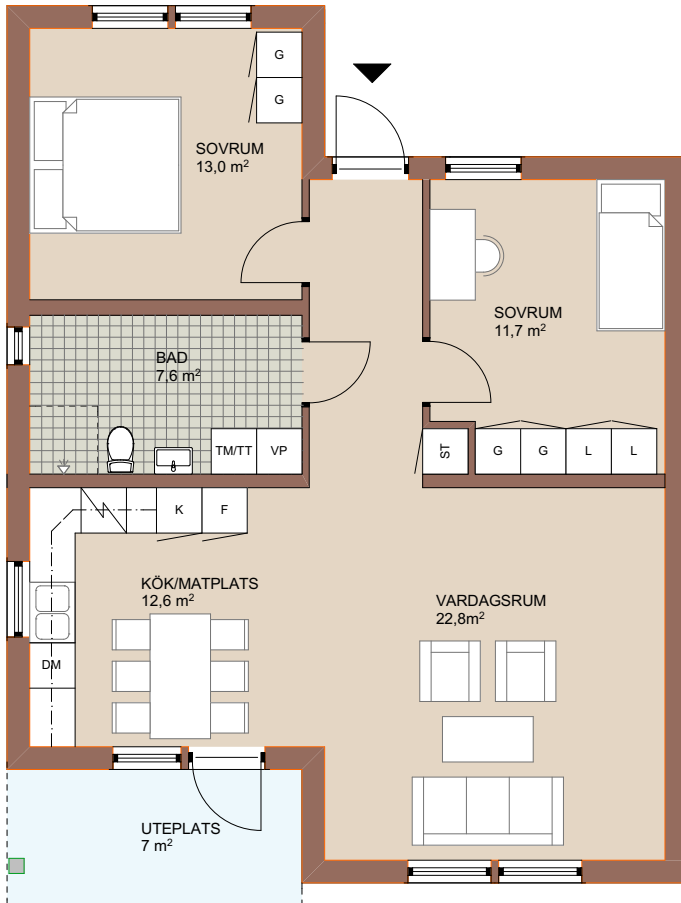 G
G
SOVRUM
13,0 m²
SOVRUM
11,7 m²
BAD
7,6 m²
TM/TT
VP
ST
G
G
L
L
K
F
KÖK/MATPLATS
12,6 m²
VARDAGSRUM
22,8m²
DM
UTEPLATS
7 m²